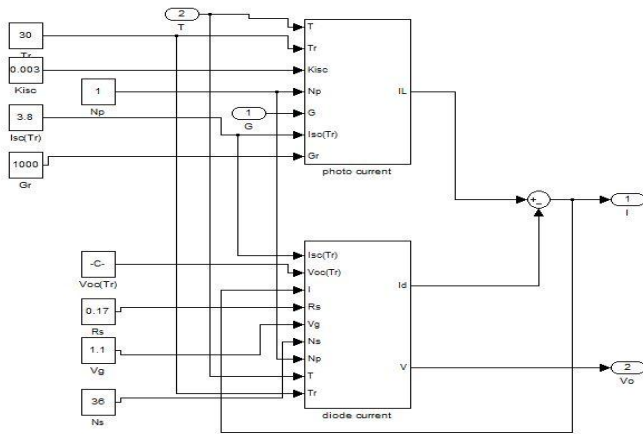 2
T
30
Tr
0.003
Kisc
1
Np
3.8
Isc(Tr)
1000
Gr
1
G
T
Tr
Kisc
Np
G
Isc(Tr)
Gr
IL
photo current
+
-
1
I
-C-
Voc(Tr)
0.17
Rs
1.1
Vg
36
Ns
Isc(Tr)
Voc(Tr)
I
Rs
Vg
Ns
Np
T
Tr
Id
V
diode current
2
Vo